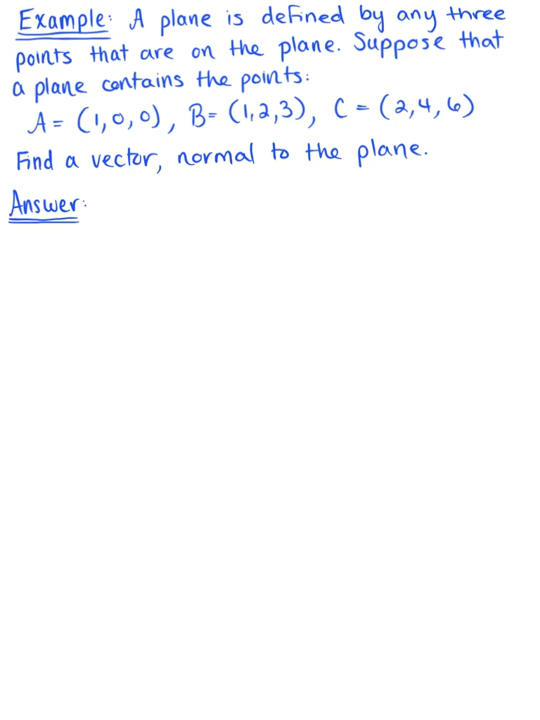 Example: A plane is defined by any three
points that are on the plane. Suppose that
a plane contains the points:
A = (1,0,0), B = (1,2,3), C = (2,4,6)
Find a vector, normal to the plane.
Answer: